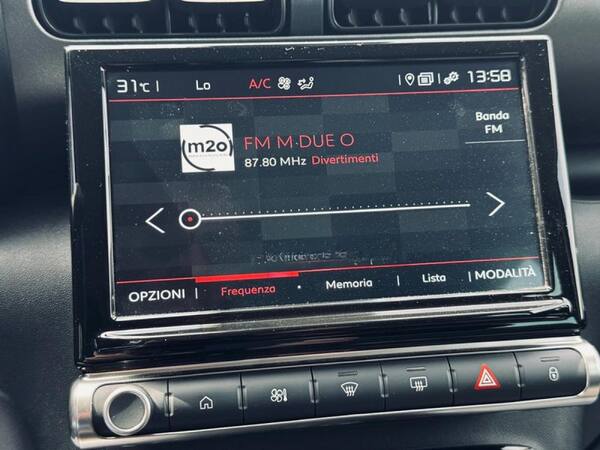 31°C Lo A/C 13:58
m2o
FM M·DUE O
87.80 MHz Divertimenti
Banda
FM
OPZIONI Frequenza Memoria Lista MODALITÀ